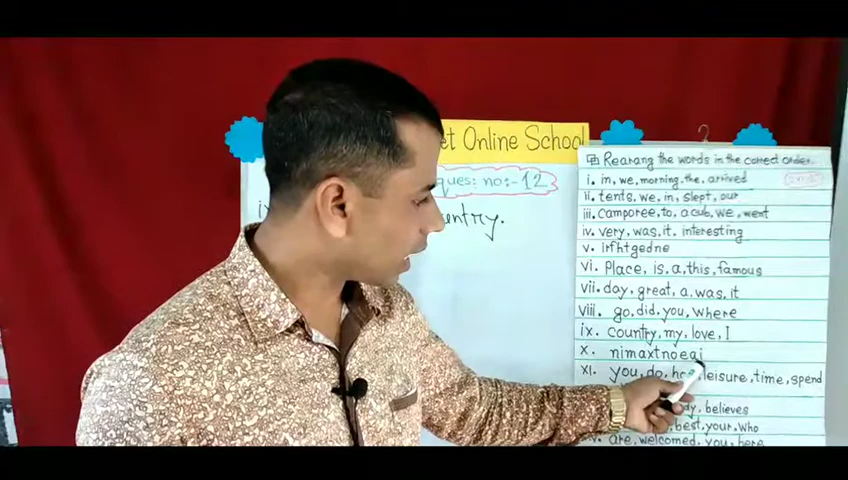 et Online School
ques: no:-12
untry.
Rearang the words in the correct order.
i. in, we, morning, the, arrived
ii. tents, we, in, slept, our
iii. camporee, to, a cub, we, went
iv. very, was, it, interesting
v. irfhtgedne
vi. Place, is, a, this, famous
vii. day, great, a, was, it
viii. go, did, you, where
ix. country, my, love, I
x. nimaxtnoeai
xi. you, do, leisure, time, spend
believes
best, your, who
are, welcomed, you, here